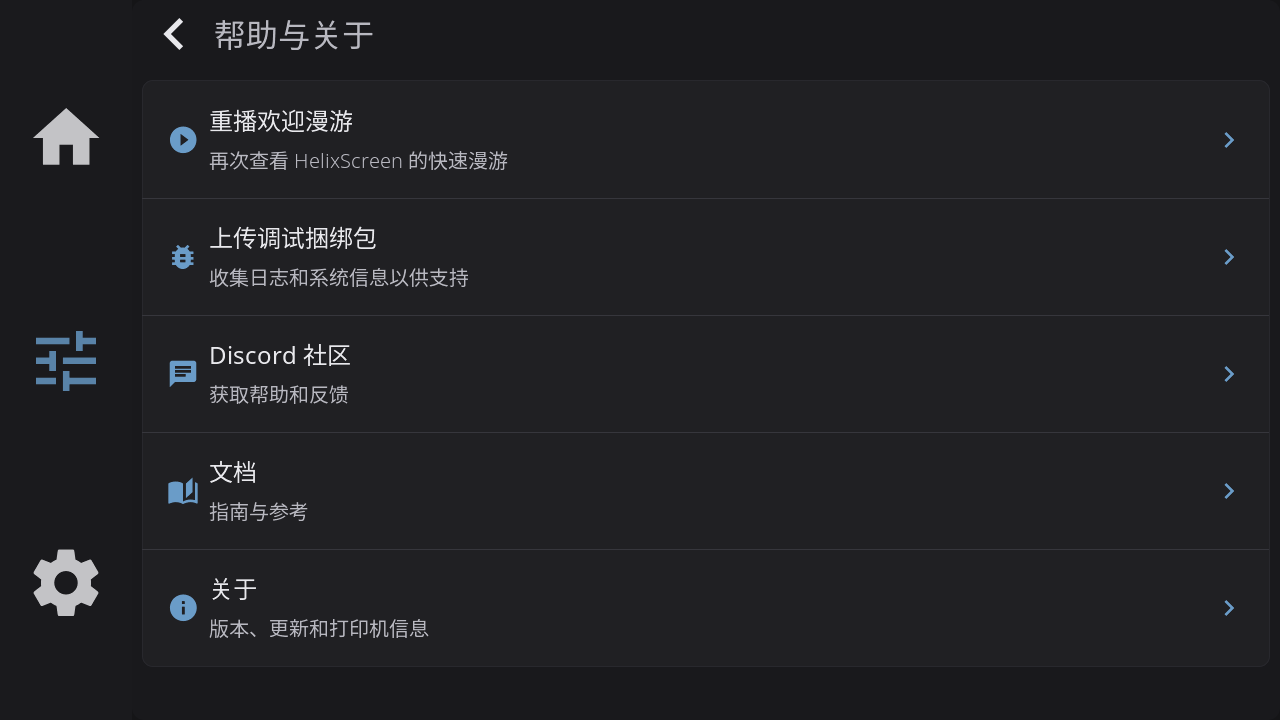 帮助与关于
重播欢迎漫游
再次查看 HelixScreen 的快速漫游
上传调试捆绑包
收集日志和系统信息以供支持
Discord 社区
获取帮助和反馈
文档
指南与参考
关于
版本、更新和打印机信息